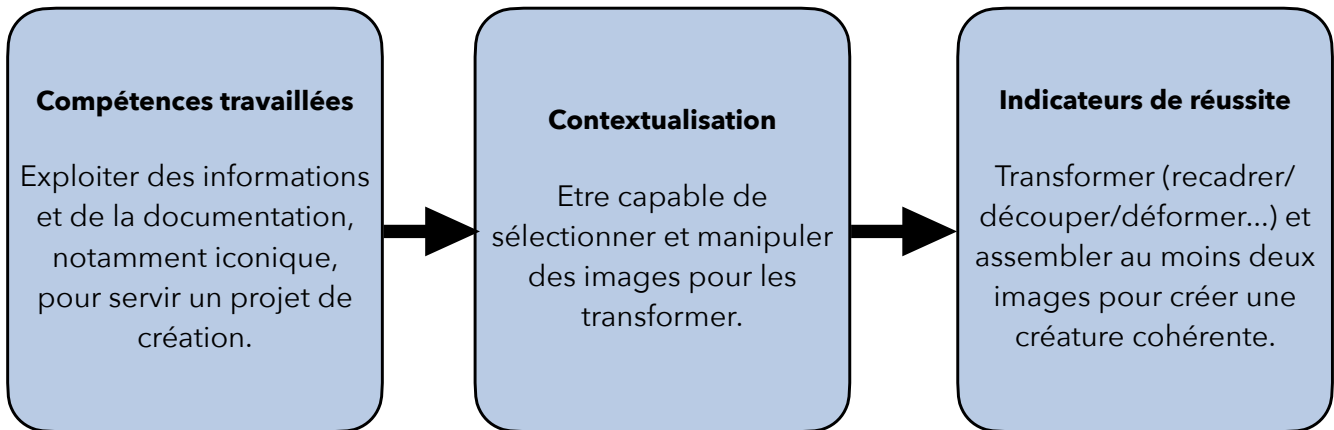 Compétences travaillées
Exploiter des informations
et de la documentation,
notamment iconique,
pour servir un projet de
création.
Contextualisation
Etre capable de
sélectionner et manipuler
des images pour les
transformer.
Indicateurs de réussite
Transformer (recadrer/
découper/déformer...) et
assembler au moins deux
images pour créer une
créature cohérente.